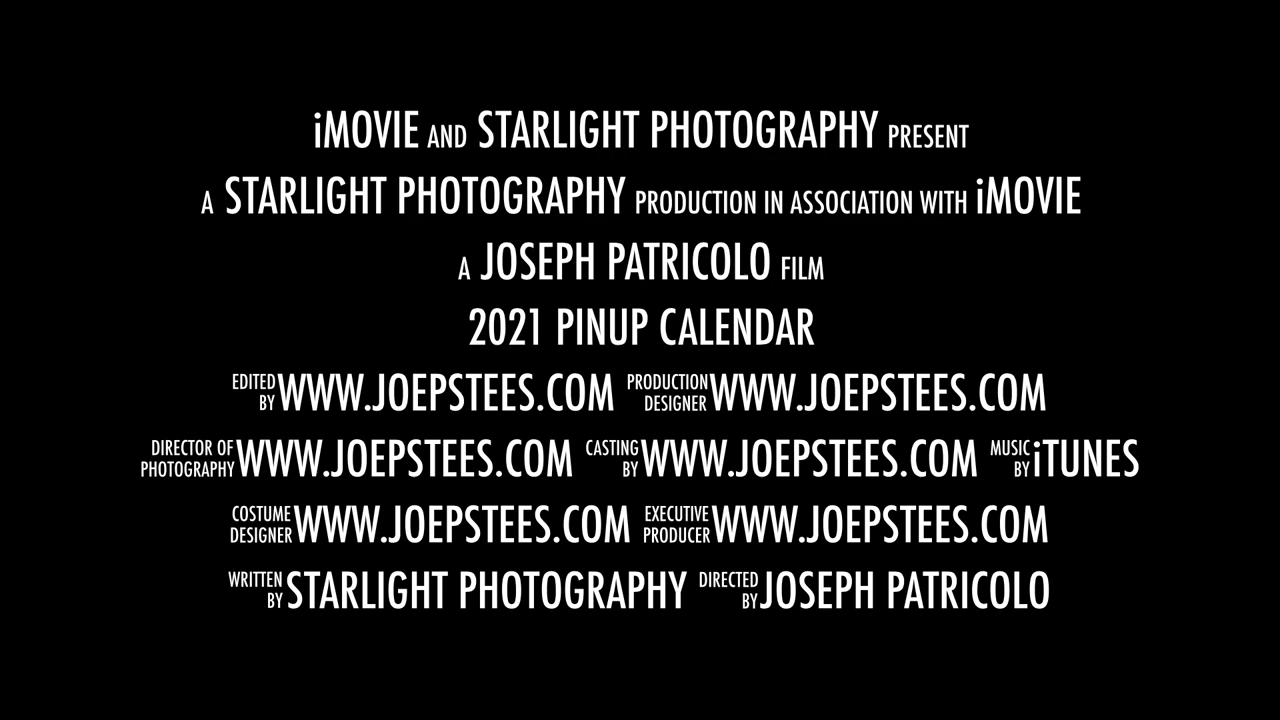 iMOVIE AND STARLIGHT PHOTOGRAPHY PRESENT
A STARLIGHT PHOTOGRAPHY PRODUCTION IN ASSOCIATION WITH iMOVIE
A JOSEPH PATRICOLO FILM
2021 PINUP CALENDAR
EDITED BY WWW.JOEPSTEES.COM PRODUCTION DESIGNER WWW.JOEPSTEES.COM
DIRECTOR OF PHOTOGRAPHY WWW.JOEPSTEES.COM CASTING BY WWW.JOEPSTEES.COM MUSIC BY iTUNES
COSTUME DESIGNER WWW.JOEPSTEES.COM EXECUTIVE PRODUCER WWW.JOEPSTEES.COM
WRITTEN BY STARLIGHT PHOTOGRAPHY DIRECTED BY JOSEPH PATRICOLO